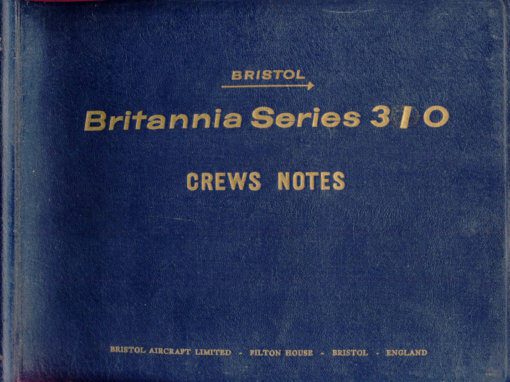 BRISTOL
Britannia Series 310
CREWS NOTES
BRISTOL AIRCRAFT LIMITED - FILTON HOUSE - BRISTOL - ENGLAND